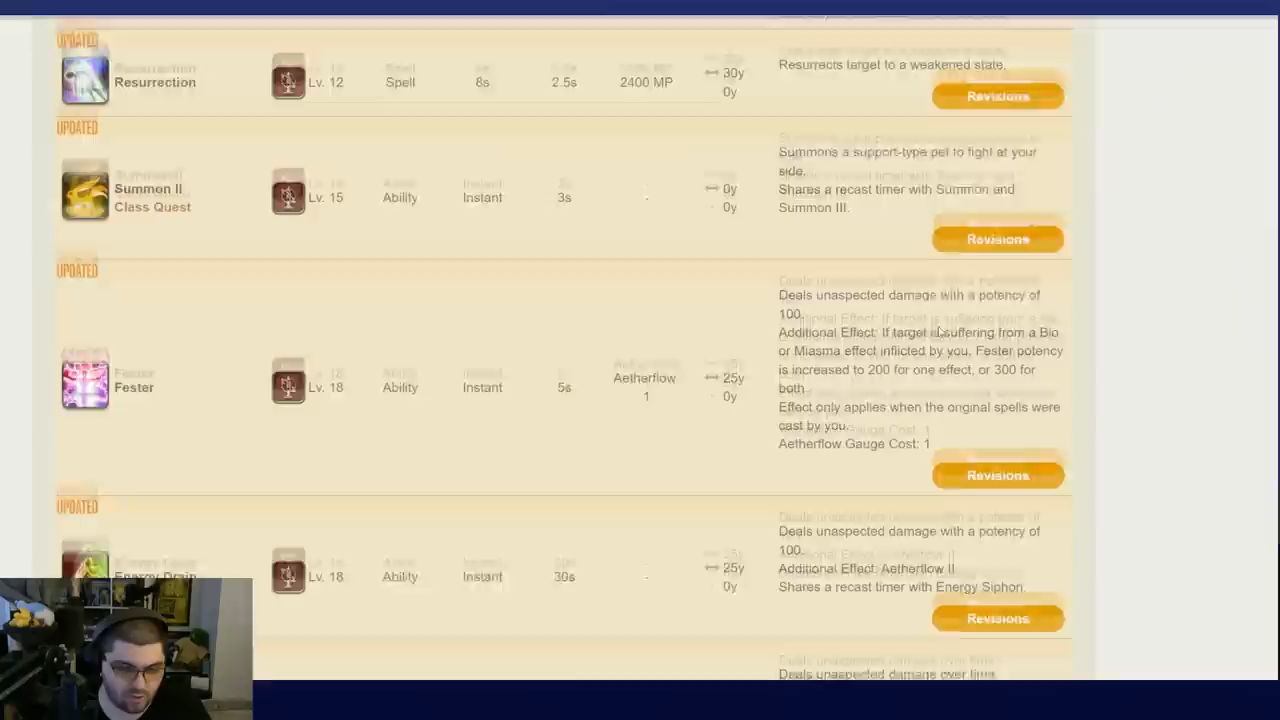 UPDATED
Resurrection
Lv. 12
Spell
8s
2.5s
2400 MP
30y
0y
Resurrects target to a weakened state.
Revisions
UPDATED
Summon II
Class Quest
Lv. 15
Ability
Instant
3s
-
0y
0y
Summons a support-type pet to fight at your
side.
Shares a recast timer with Summon and
Summon III.
Revisions
UPDATED
Fester
Lv. 18
Ability
Instant
5s
Aetherflow
1
25y
0y
Deals unaspected damage with a potency of
100.
Additional Effect: If target is suffering from a Bio
or Miasma effect inflicted by you, Fester potency
is increased to 200 for one effect, or 300 for
both.
Effect only applies when the original spells were
cast by you.
Aetherflow Gauge Cost: 1
Revisions
UPDATED
Energy Drain
Lv. 18
Ability
Instant
30s
-
25y
0y
Deals unaspected damage with a potency of
100.
Additional Effect: Aetherflow II
Shares a recast timer with Energy Siphon.
Revisions
Deals unaspected damage over time.